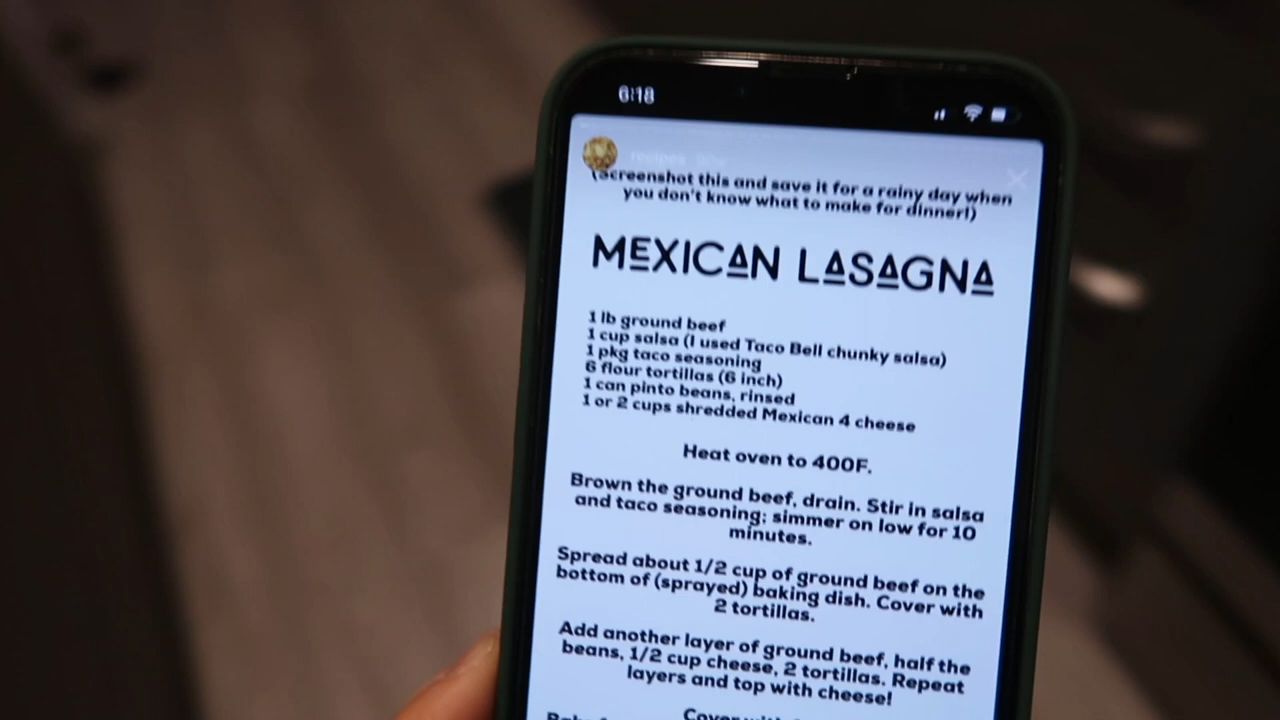 6:18
recipes
(Screenshot this and save it for a rainy day when
you don't know what to make for dinner!)
MEXICAN LASAGNA
1 lb ground beef
1 cup salsa (I used Taco Bell chunky salsa)
1 pkg taco seasoning
6 flour tortillas (6 inch)
1 can pinto beans, rinsed
1 or 2 cups shredded Mexican 4 cheese
Heat oven to 400F.
Brown the ground beef, drain. Stir in salsa
and taco seasoning; simmer on low for 10
minutes.
Spread about 1/2 cup of ground beef on the
bottom of (sprayed) baking dish. Cover with
2 tortillas.
Add another layer of ground beef, half the
beans, 1/2 cup cheese, 2 tortillas. Repeat
layers and top with cheese!